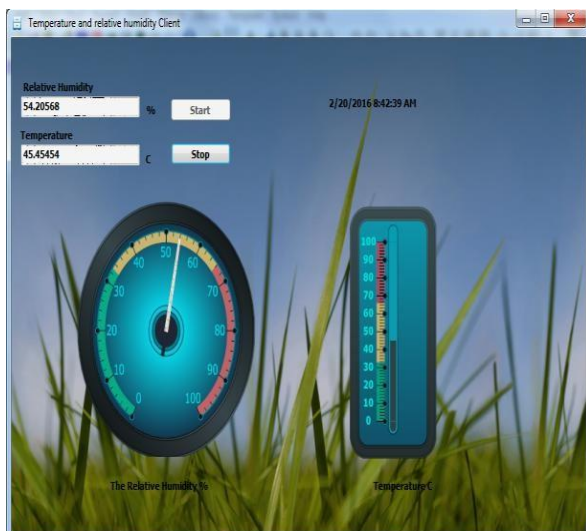 Temperature and relative humidity Client
Relative Humidity
54.20568 % Start
2/20/2016 8:42:39 AM
Temperature
45.45454 C Stop
0 10 20 30 40 50 60 70 80 90 100
100
90
80
70
60
50
40
30
20
10
0
The Relative Humidity %
Temperature C